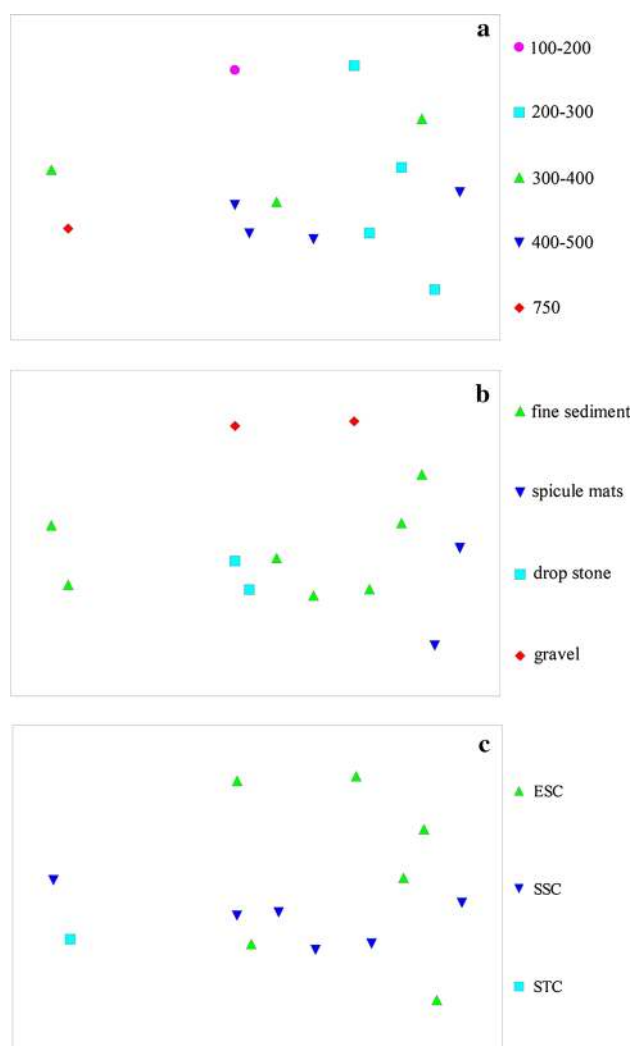 a
100-200
200-300
300-400
400-500
750
b
fine sediment
spicule mats
drop stone
gravel
c
ESC
SSC
STC